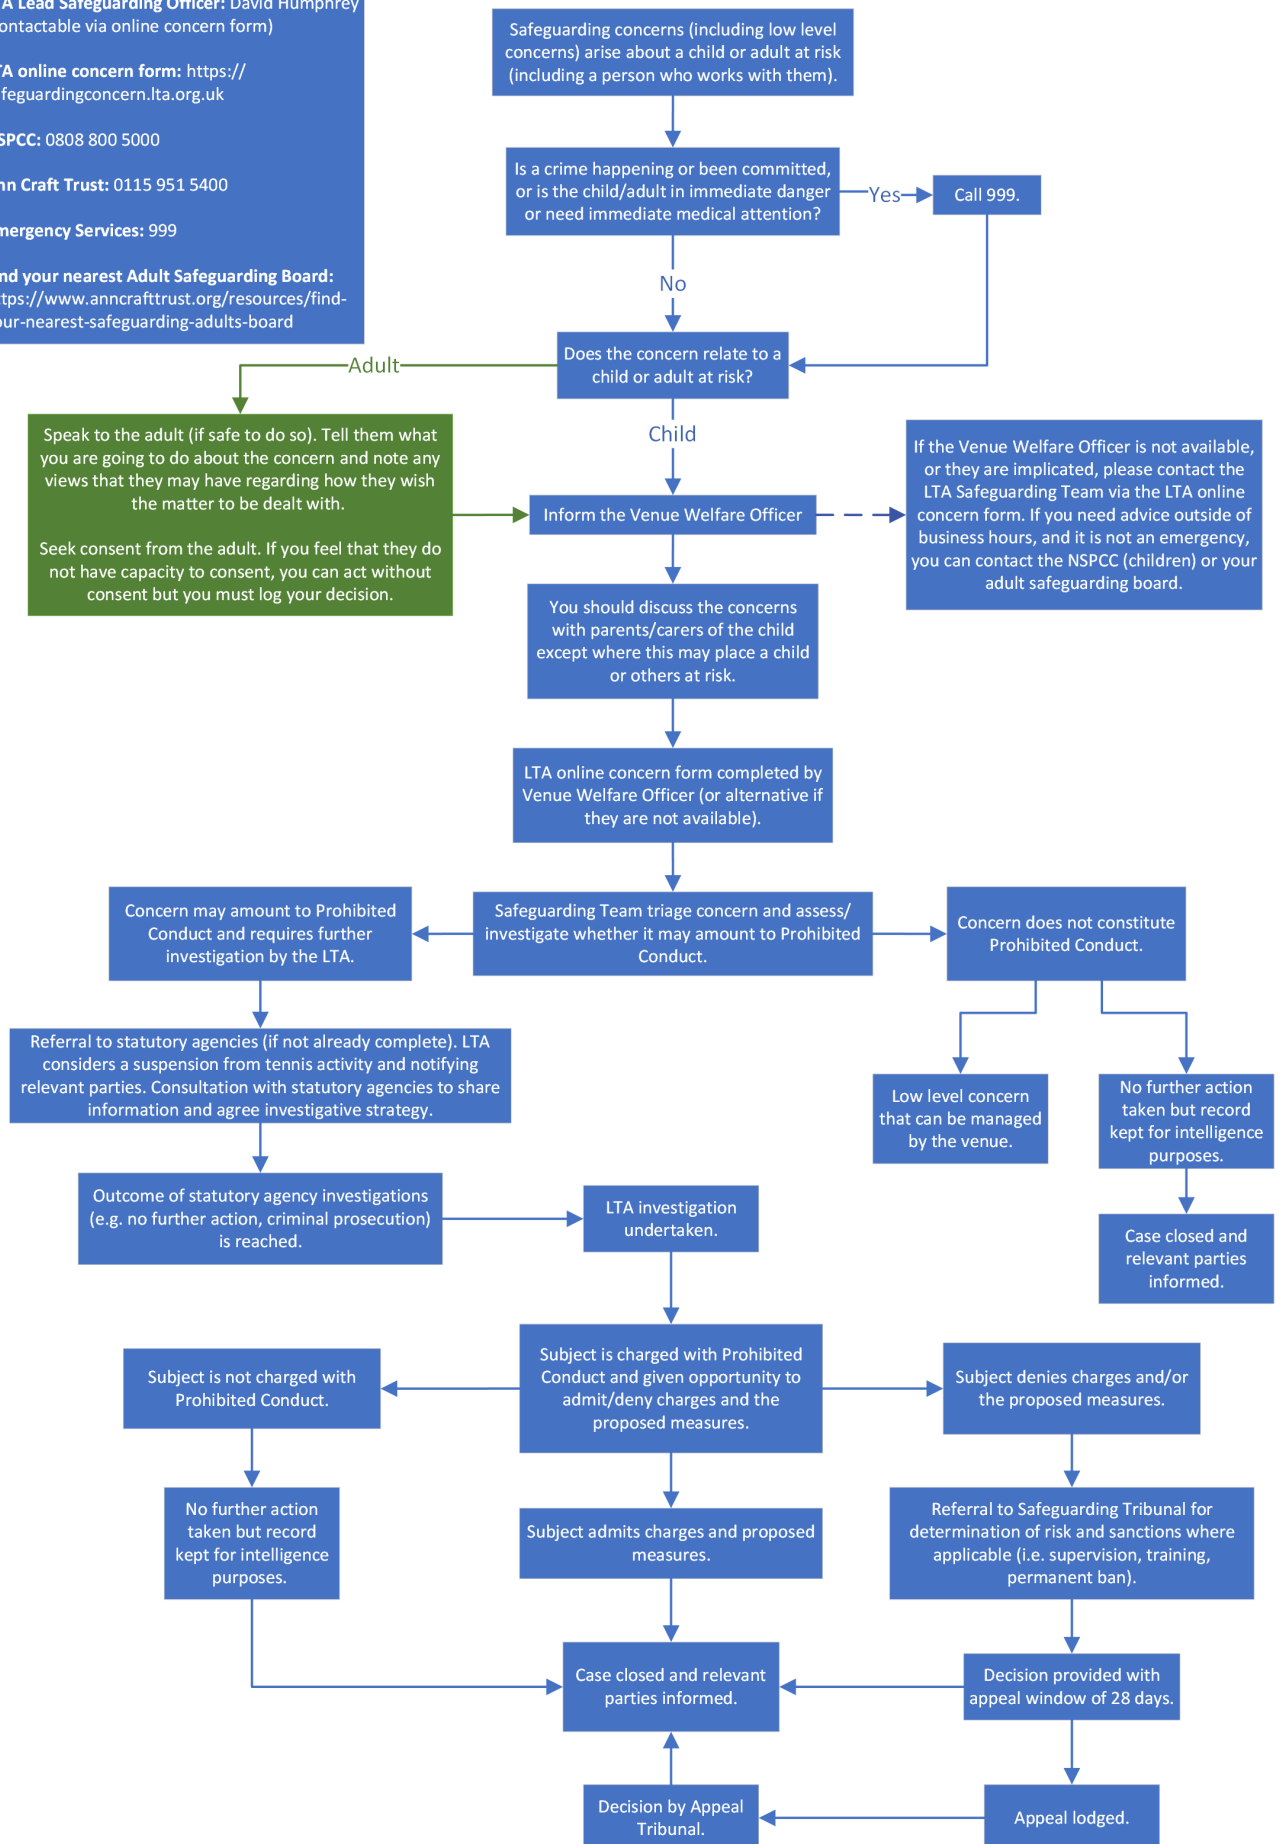 A Lead Safeguarding Officer: David Humphrey
ontactable via online concern form)
TA online concern form: https://
afeguardingconcern.lta.org.uk
SPCC: 0808 800 5000
nn Craft Trust: 0115 951 5400
mergency Services: 999
nd your nearest Adult Safeguarding Board:
ttps://www.anncrafttrust.org/resources/find-
our-nearest-safeguarding-adults-board
Safeguarding concerns (including low level
concerns) arise about a child or adult at risk
(including a person who works with them).
Is a crime happening or been committed,
or is the child/adult in immediate danger
or need immediate medical attention?
Yes
Call 999.
No
Does the concern relate to a
child or adult at risk?
Adult
Child
Speak to the adult (if safe to do so). Tell them what
you are going to do about the concern and note any
views that they may have regarding how they wish
the matter to be dealt with.
Seek consent from the adult. If you feel that they do
not have capacity to consent, you can act without
consent but you must log your decision.
Inform the Venue Welfare Officer
If the Venue Welfare Officer is not available,
or they are implicated, please contact the
LTA Safeguarding Team via the LTA online
concern form. If you need advice outside of
business hours, and it is not an emergency,
you can contact the NSPCC (children) or your
adult safeguarding board.
You should discuss the concerns
with parents/carers of the child
except where this may place a child
or others at risk.
LTA online concern form completed by
Venue Welfare Officer (or alternative if
they are not available).
Concern may amount to Prohibited
Conduct and requires further
investigation by the LTA.
Safeguarding Team triage concern and assess/
investigate whether it may amount to Prohibited
Conduct.
Concern does not constitute
Prohibited Conduct.
Referral to statutory agencies (if not already complete). LTA
considers a suspension from tennis activity and notifying
relevant parties. Consultation with statutory agencies to share
information and agree investigative strategy.
Low level concern
that can be managed
by the venue.
No further action
taken but record
kept for intelligence
purposes.
Outcome of statutory agency investigations
(e.g. no further action, criminal prosecution)
is reached.
LTA investigation
undertaken.
Case closed and
relevant parties
informed.
Subject is not charged with
Prohibited Conduct.
Subject is charged with Prohibited
Conduct and given opportunity to
admit/deny charges and the
proposed measures.
Subject denies charges and/or
the proposed measures.
No further action
taken but record
kept for intelligence
purposes.
Subject admits charges and proposed
measures.
Referral to Safeguarding Tribunal for
determination of risk and sanctions where
applicable (i.e. supervision, training,
permanent ban).
Case closed and relevant
parties informed.
Decision provided with
appeal window of 28 days.
Decision by Appeal
Tribunal.
Appeal lodged.